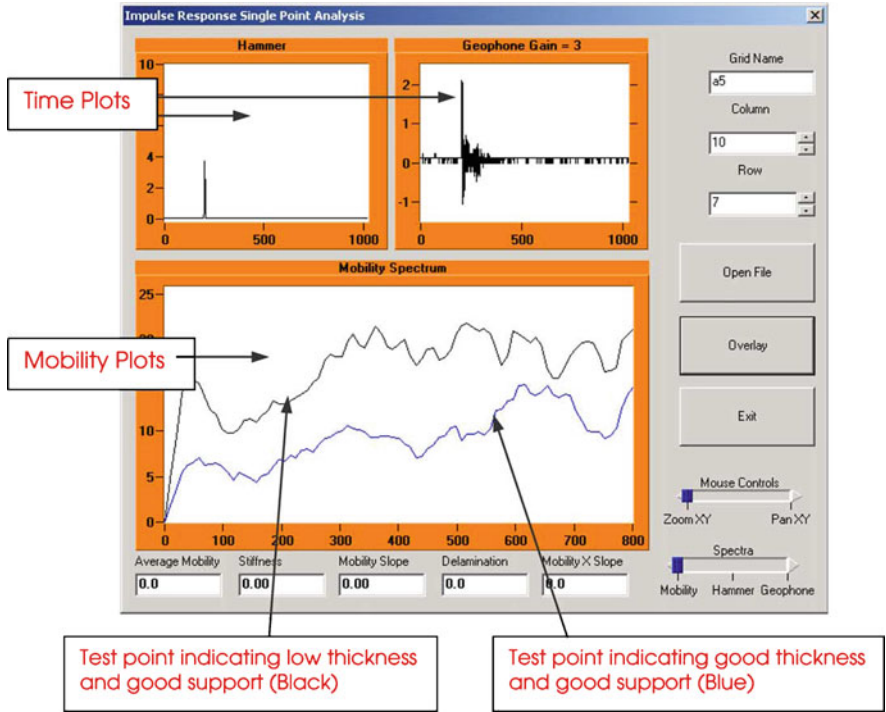 Impulse Response Single Point Analysis
Hammer
10
4
2
0
0 500 1000
Geophone Gain = 3
2
1
0
-1
0 500 1000
Time Plots
Grid Name
a5
Column
10
Row
7
Open File
Overlay
Exit
Mobility Spectrum
25
10
5
0
0 100 200 300 400 500 600 700 800
Mobility Plots
Mouse Controls
Zoom XY Pan XY
Spectra
Mobility Hammer Geophone
Average Mobility Stiffness Mobility Slope Delamination Mobility X Slope
0.0 0.00 0.00 0.0 0.0
Test point indicating low thickness
and good support (Black)
Test point indicating good thickness
and good support (Blue)